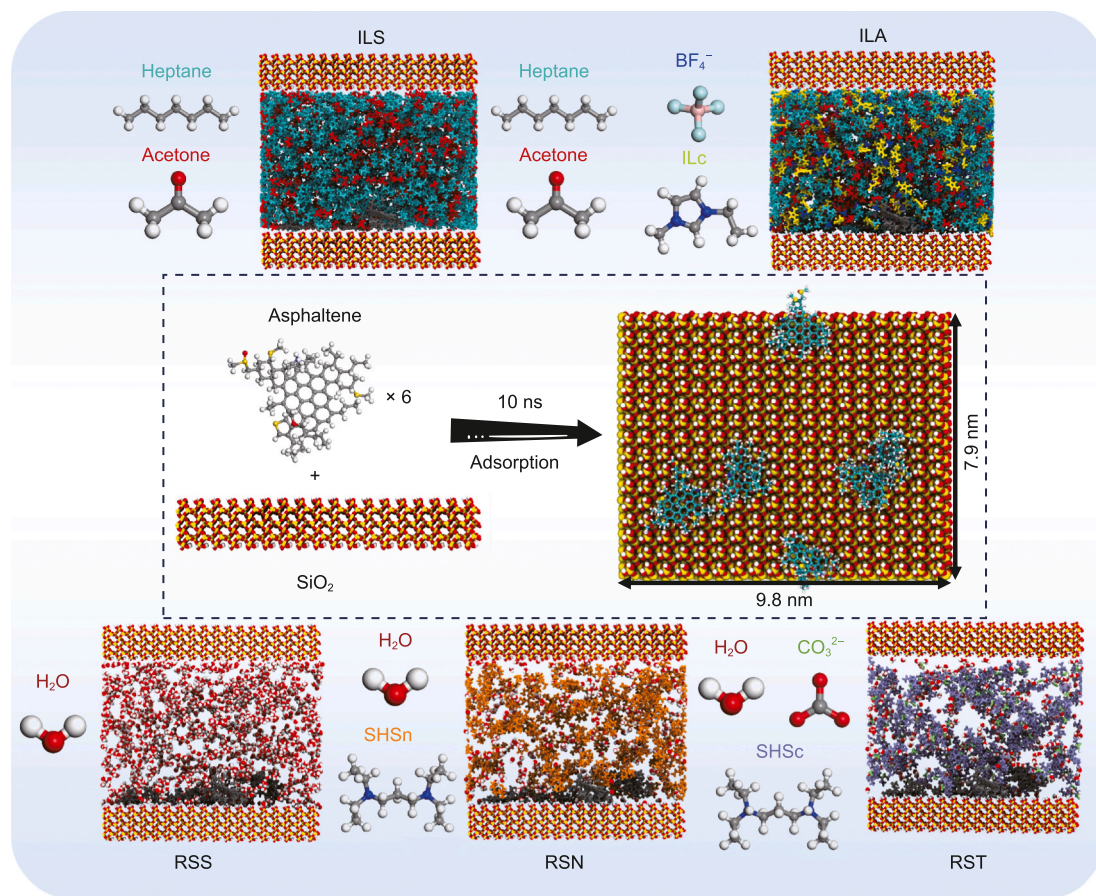 ILS
ILA
Heptane
Heptane
BF₄⁻
Acetone
Acetone
ILc
Asphaltene
× 6
10 ns
Adsorption
+
SiO₂
7.9 nm
9.8 nm
H₂O
H₂O
H₂O
CO₃²⁻
SHSn
SHSc
RSS
RSN
RST